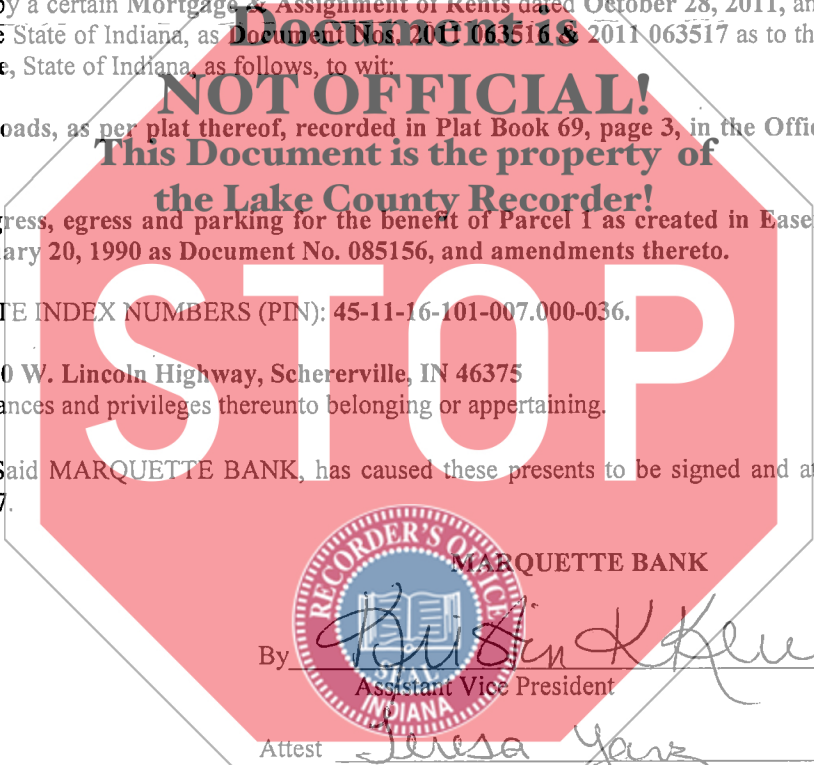 by a certain Mortgage & Assignment of Rents dated October 28, 2011, an
Document is
e State of Indiana, as Document Nos. 2011 063516 & 2011 063517 as to th
e, State of Indiana, as follows, to wit:
NOT OFFICIAL!
oads, as per plat thereof, recorded in Plat Book 69, page 3, in the Offi
This Document is the property of
the Lake County Recorder!
gress, egress and parking for the benefit of Parcel 1 as created in Ease
ary 20, 1990 as Document No. 085156, and amendments thereto.
STOP
TE INDEX NUMBERS (PIN): 45-11-16-101-007.000-036.
0 W. Lincoln Highway, Schererville, IN 46375
ances and privileges thereunto belonging or appertaining.
Said MARQUETTE BANK, has caused these presents to be signed and at
7.
RECORDER'S OFFICE
SEAL
INDIANA
MARQUETTE BANK
By Kristin K
Assistant Vice President
Attest Teresa